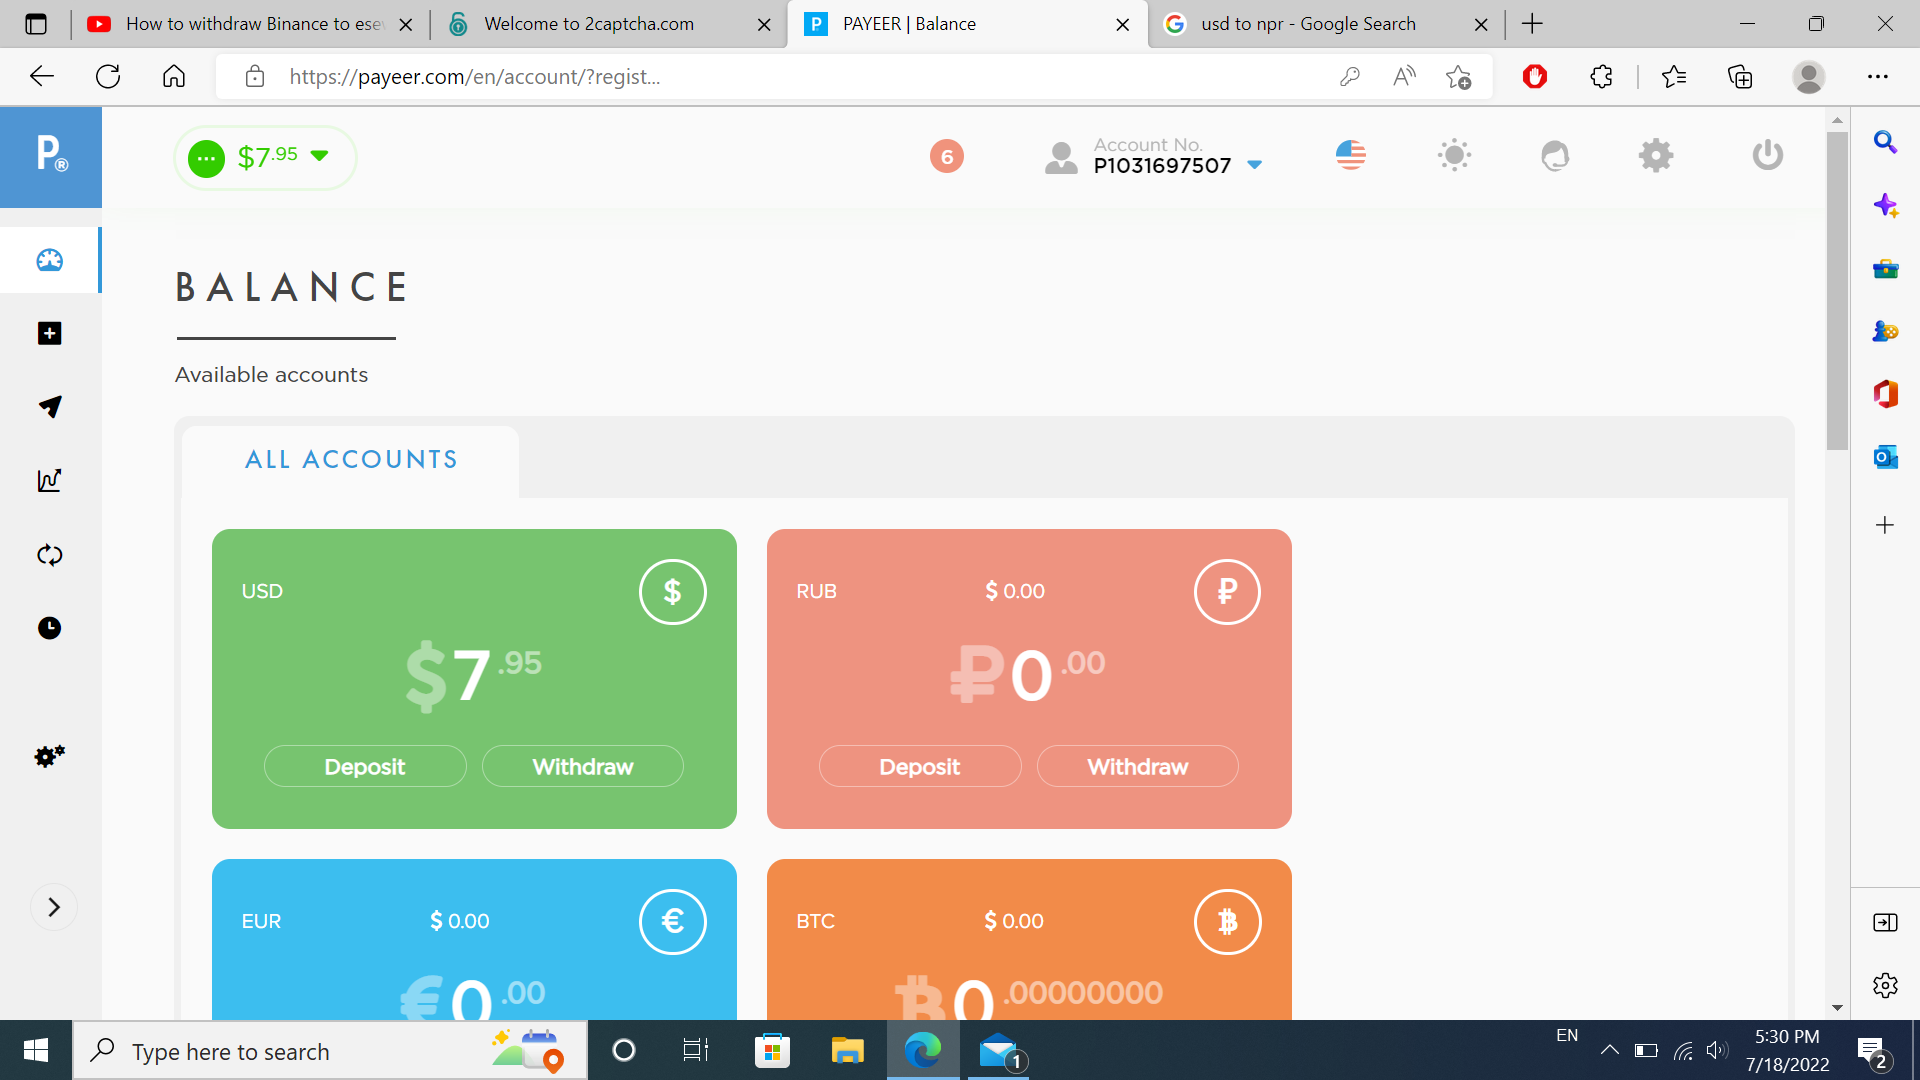 How to withdraw Binance to ese
Welcome to 2captcha.com
PAYEER | Balance
usd to npr - Google Search
https://payeer.com/en/account/?regist...
P®
$7.95
6
Account No.
P1031697507
BALANCE
Available accounts
ALL ACCOUNTS
USD
$
$7.95
Deposit
Withdraw
RUB
$ 0.00
₽
₽0.00
Deposit
Withdraw
EUR
$ 0.00
€
€0.00
BTC
$ 0.00
฿
฿0.00000000
Type here to search
1
EN
5:30 PM
7/18/2022
2